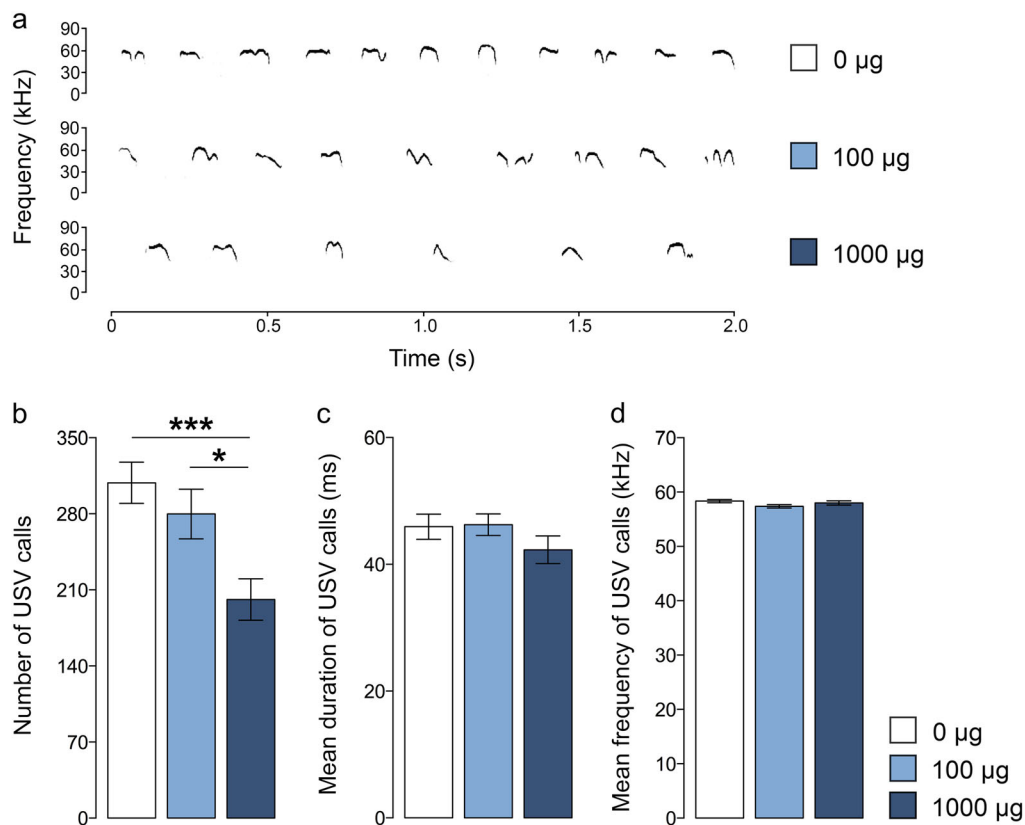 a
Frequency (kHz)
90
60
30
0
0 µg
90
60
30
0
100 µg
90
60
30
0
1000 µg
0 0.5 1.0 1.5 2.0
Time (s)
b
Number of USV calls
350
280
210
140
70
0
***
*
c
Mean duration of USV calls (ms)
60
40
20
0
d
Mean frequency of USV calls (kHz)
70
60
50
40
30
20
10
0
0 µg
100 µg
1000 µg